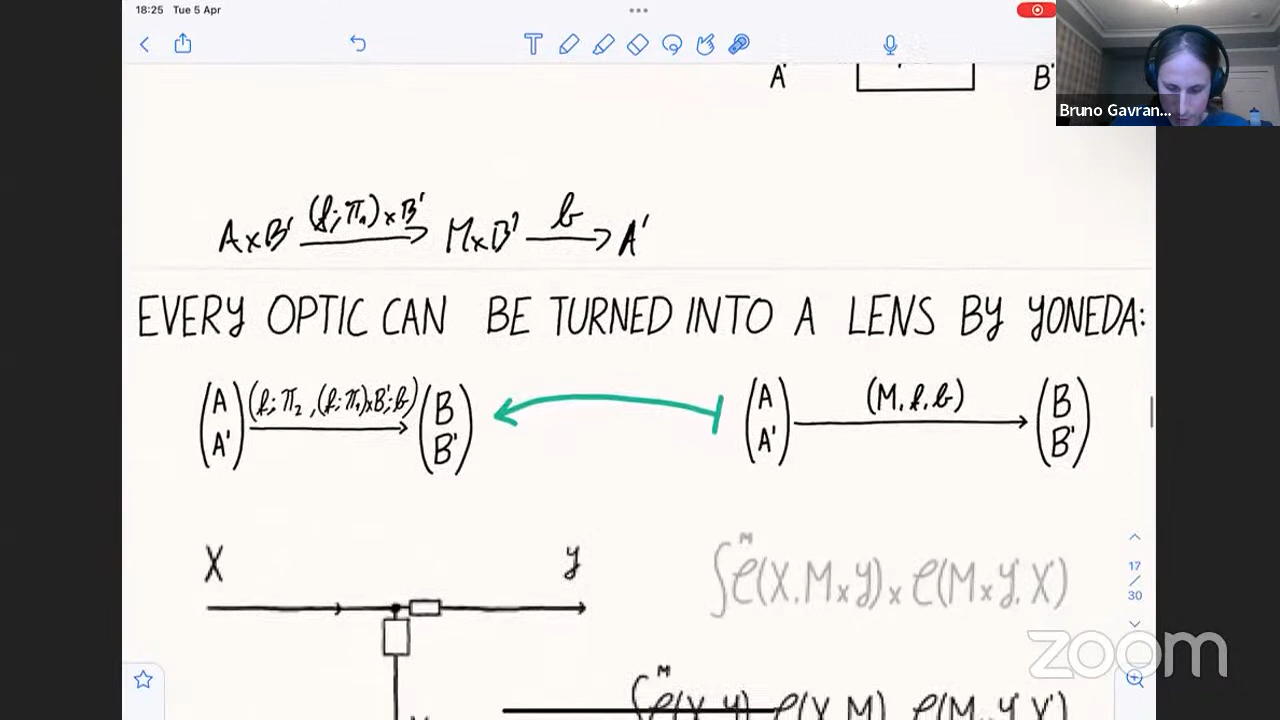 18:25 Tue 5 Apr
T
A' B'
Bruno Gavran...
A×B' (f;π₁)×B' M×B' b A'
EVERY OPTIC CAN BE TURNED INTO A LENS BY YONEDA:
(A A') (f;π₂,(f;π₁)×B';b) (B B') (A A') (M,f,b) (B B')
X y ∫ᴹ C(X,M×Y)×C(M×Y',X')
17 / 30
zoom